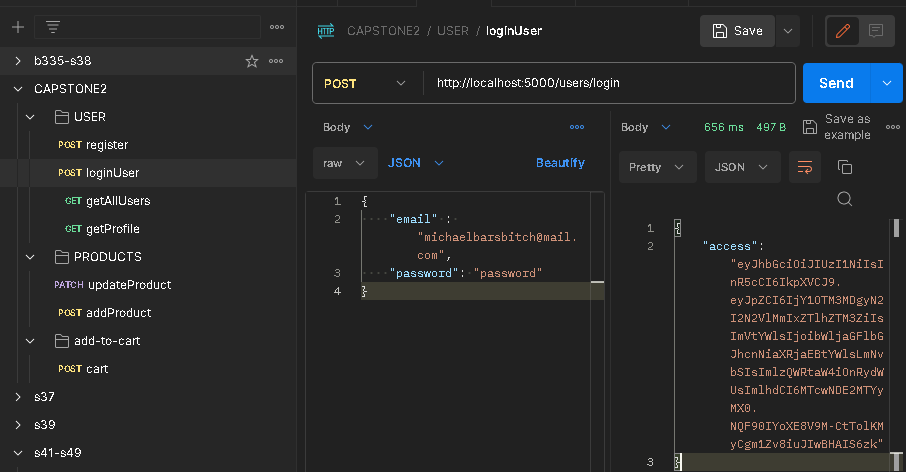 b335-s38
CAPSTONE2
USER
POST register
POST loginUser
GET getAllUsers
GET getProfile
PRODUCTS
PATCH updateProduct
POST addProduct
add-to-cart
POST cart
s37
s39
s41-s49
HTTP CAPSTONE2 / USER / loginUser
Save
POST http://localhost:5000/users/login
Send
Body
raw JSON Beautify
1 {
2 "email" :
"michaelbarsbitch@mail.
com",
3 "password": "password"
4 }
Body 656 ms 497 B Save as
example
Pretty JSON
1 {
2 "access":
"eyJhbGciOiJIUzI1NiIsI
nR5cCI6IkpXVCJ9.
eyJpZCI6IjY1OTM3MDgyN2
I2N2VlMmIxZTlhZTM3ZiIs
ImVtYWlsIjoibWljaGFlbG
JhcnNiaXRjaEBtYWlsLmNv
bSIsImlzQWRtaW4iOnRydW
UsImlhdCI6MTcwNDE2MTYy
MX0.
NQF90IYoXE8V9M-CtTolKM
yCgm1Zv8iuJIwBHAIS6zk"
3 }